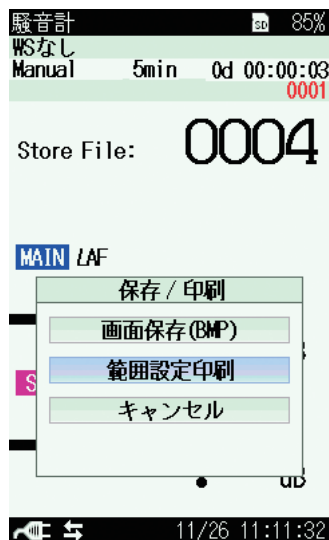 騒音計 SD 85%
WSなし
Manual 5min 0d 00:00:03
0001
Store File: 0004
MAIN LAF
保存 / 印刷
画面保存(BMP)
範囲設定印刷
キャンセル
S
dB
11/26 11:11:32